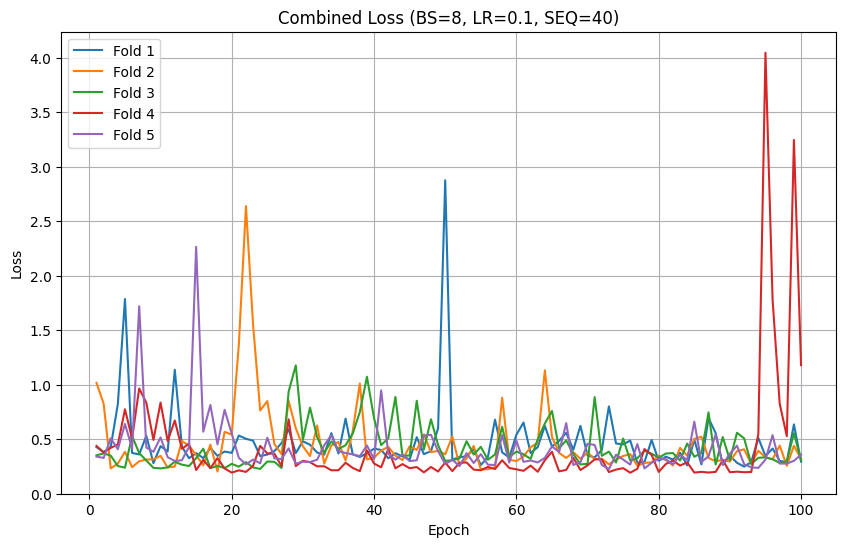 Combined Loss (BS=8, LR=0.1, SEQ=40)
Fold 1
Fold 2
Fold 3
Fold 4
Fold 5
4.0
3.5
3.0
2.5
2.0
1.5
1.0
0.5
0.0
Loss
0 20 40 60 80 100
Epoch